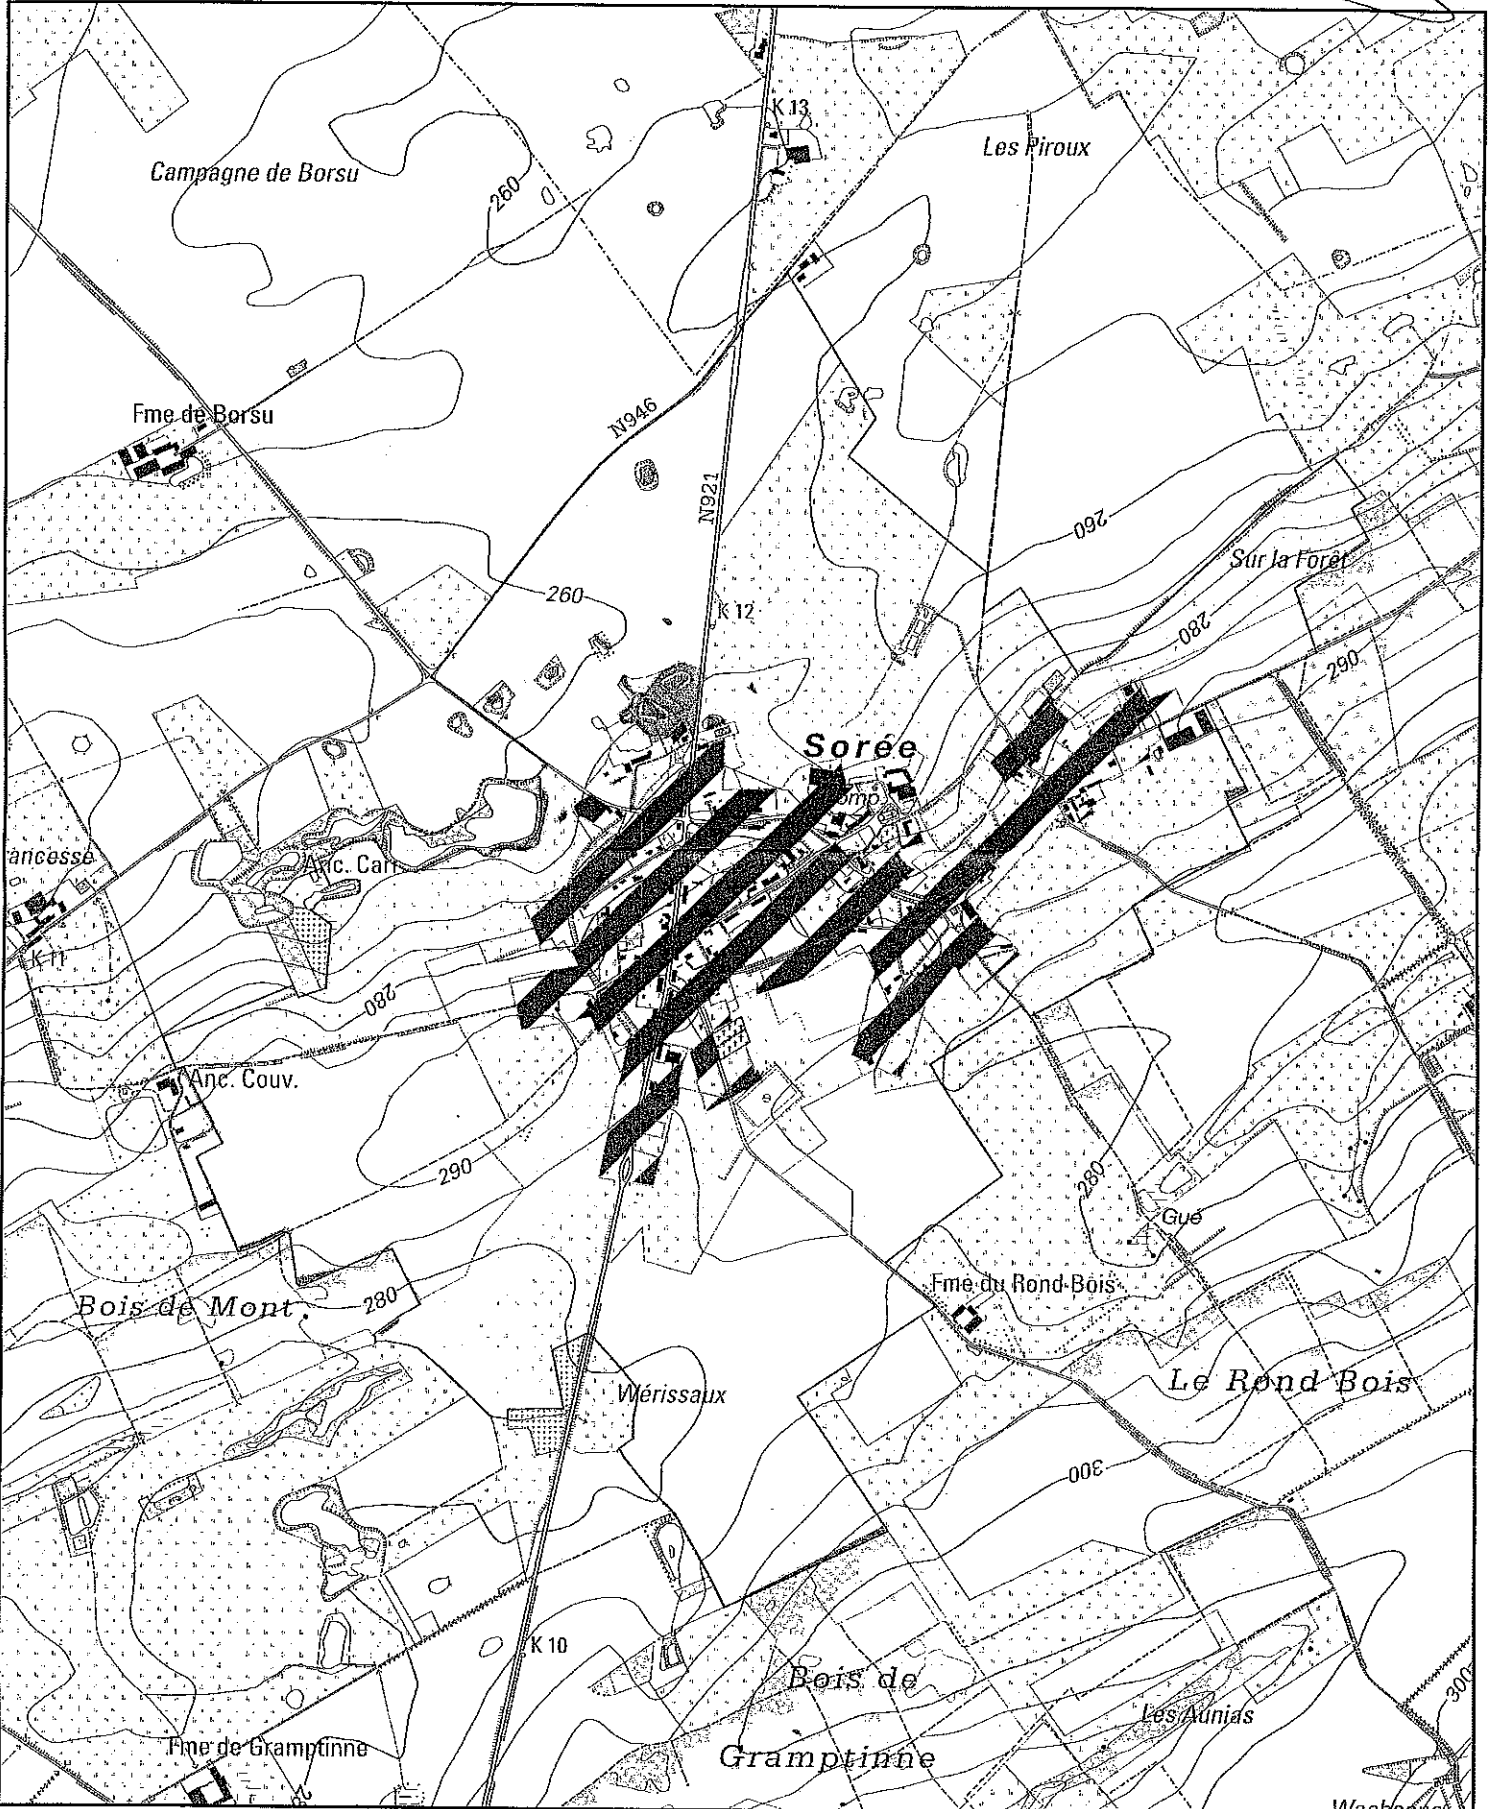 K 13
Les Piroux
Campagne de Borsu
260
Fme de Borsu
N946
N921
260
Sur la Forêt
260
K 12
280
290
Sorée
Anc. Carr.
K 11
280
Anc. Couv.
290
280
Gué
Fme du Rond Bois
Bois de Mont
280
Wérissaux
Le Rond Bois
300
K 10
Bois de
Gramptinne
Les Aunias
300
Fme de Gramptinne